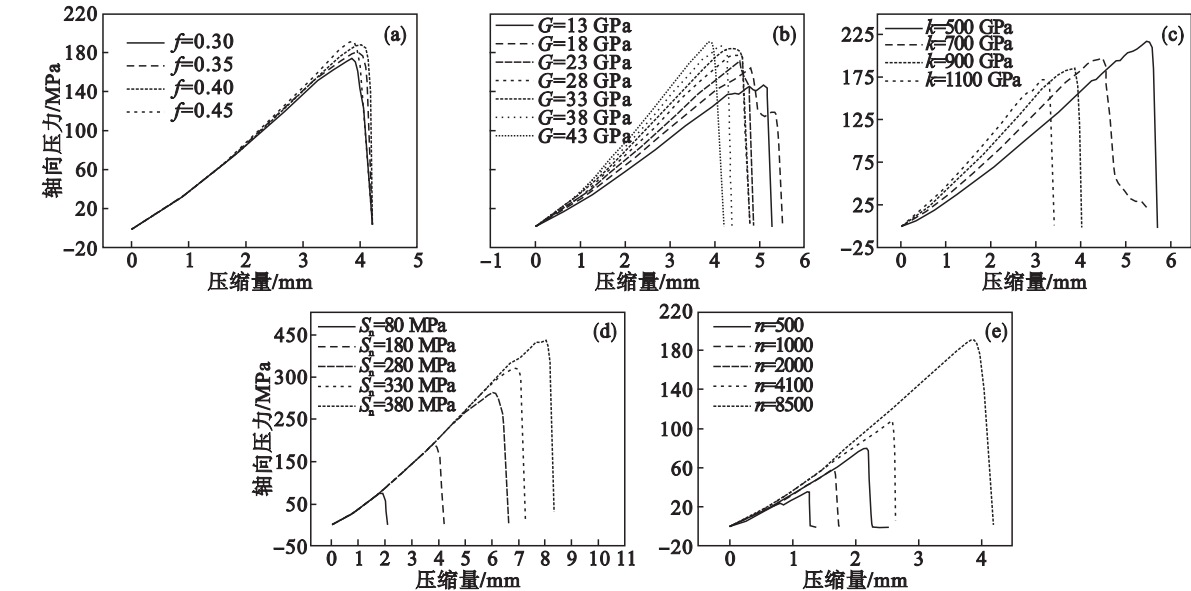 220
180
140
100
60
20
−20
轴向压力/MPa
f=0.30
f=0.35
f=0.40
f=0.45
(a)
0 1 2 3 4 5
压缩量/mm
G=13 GPa
G=18 GPa
G=23 GPa
G=28 GPa
G=33 GPa
G=38 GPa
G=43 GPa
(b)
−1 0 1 2 3 4 5 6
压缩量/mm
225
175
125
75
25
−25
k=500 GPa
k=700 GPa
k=900 GPa
k=1100 GPa
(c)
0 1 2 3 4 5 6
压缩量/mm
450
300
250
150
50
−50
轴向压力/MPa
Sn=80 MPa
Sn=180 MPa
Sn=280 MPa
Sn=330 MPa
Sn=380 MPa
(d)
0 1 2 3 4 5 6 7 8 9 10 11
压缩量/mm
220
180
140
100
60
20
−20
n=500
n=1000
n=2000
n=4100
n=8500
(e)
0 1 2 3 4
压缩量/mm